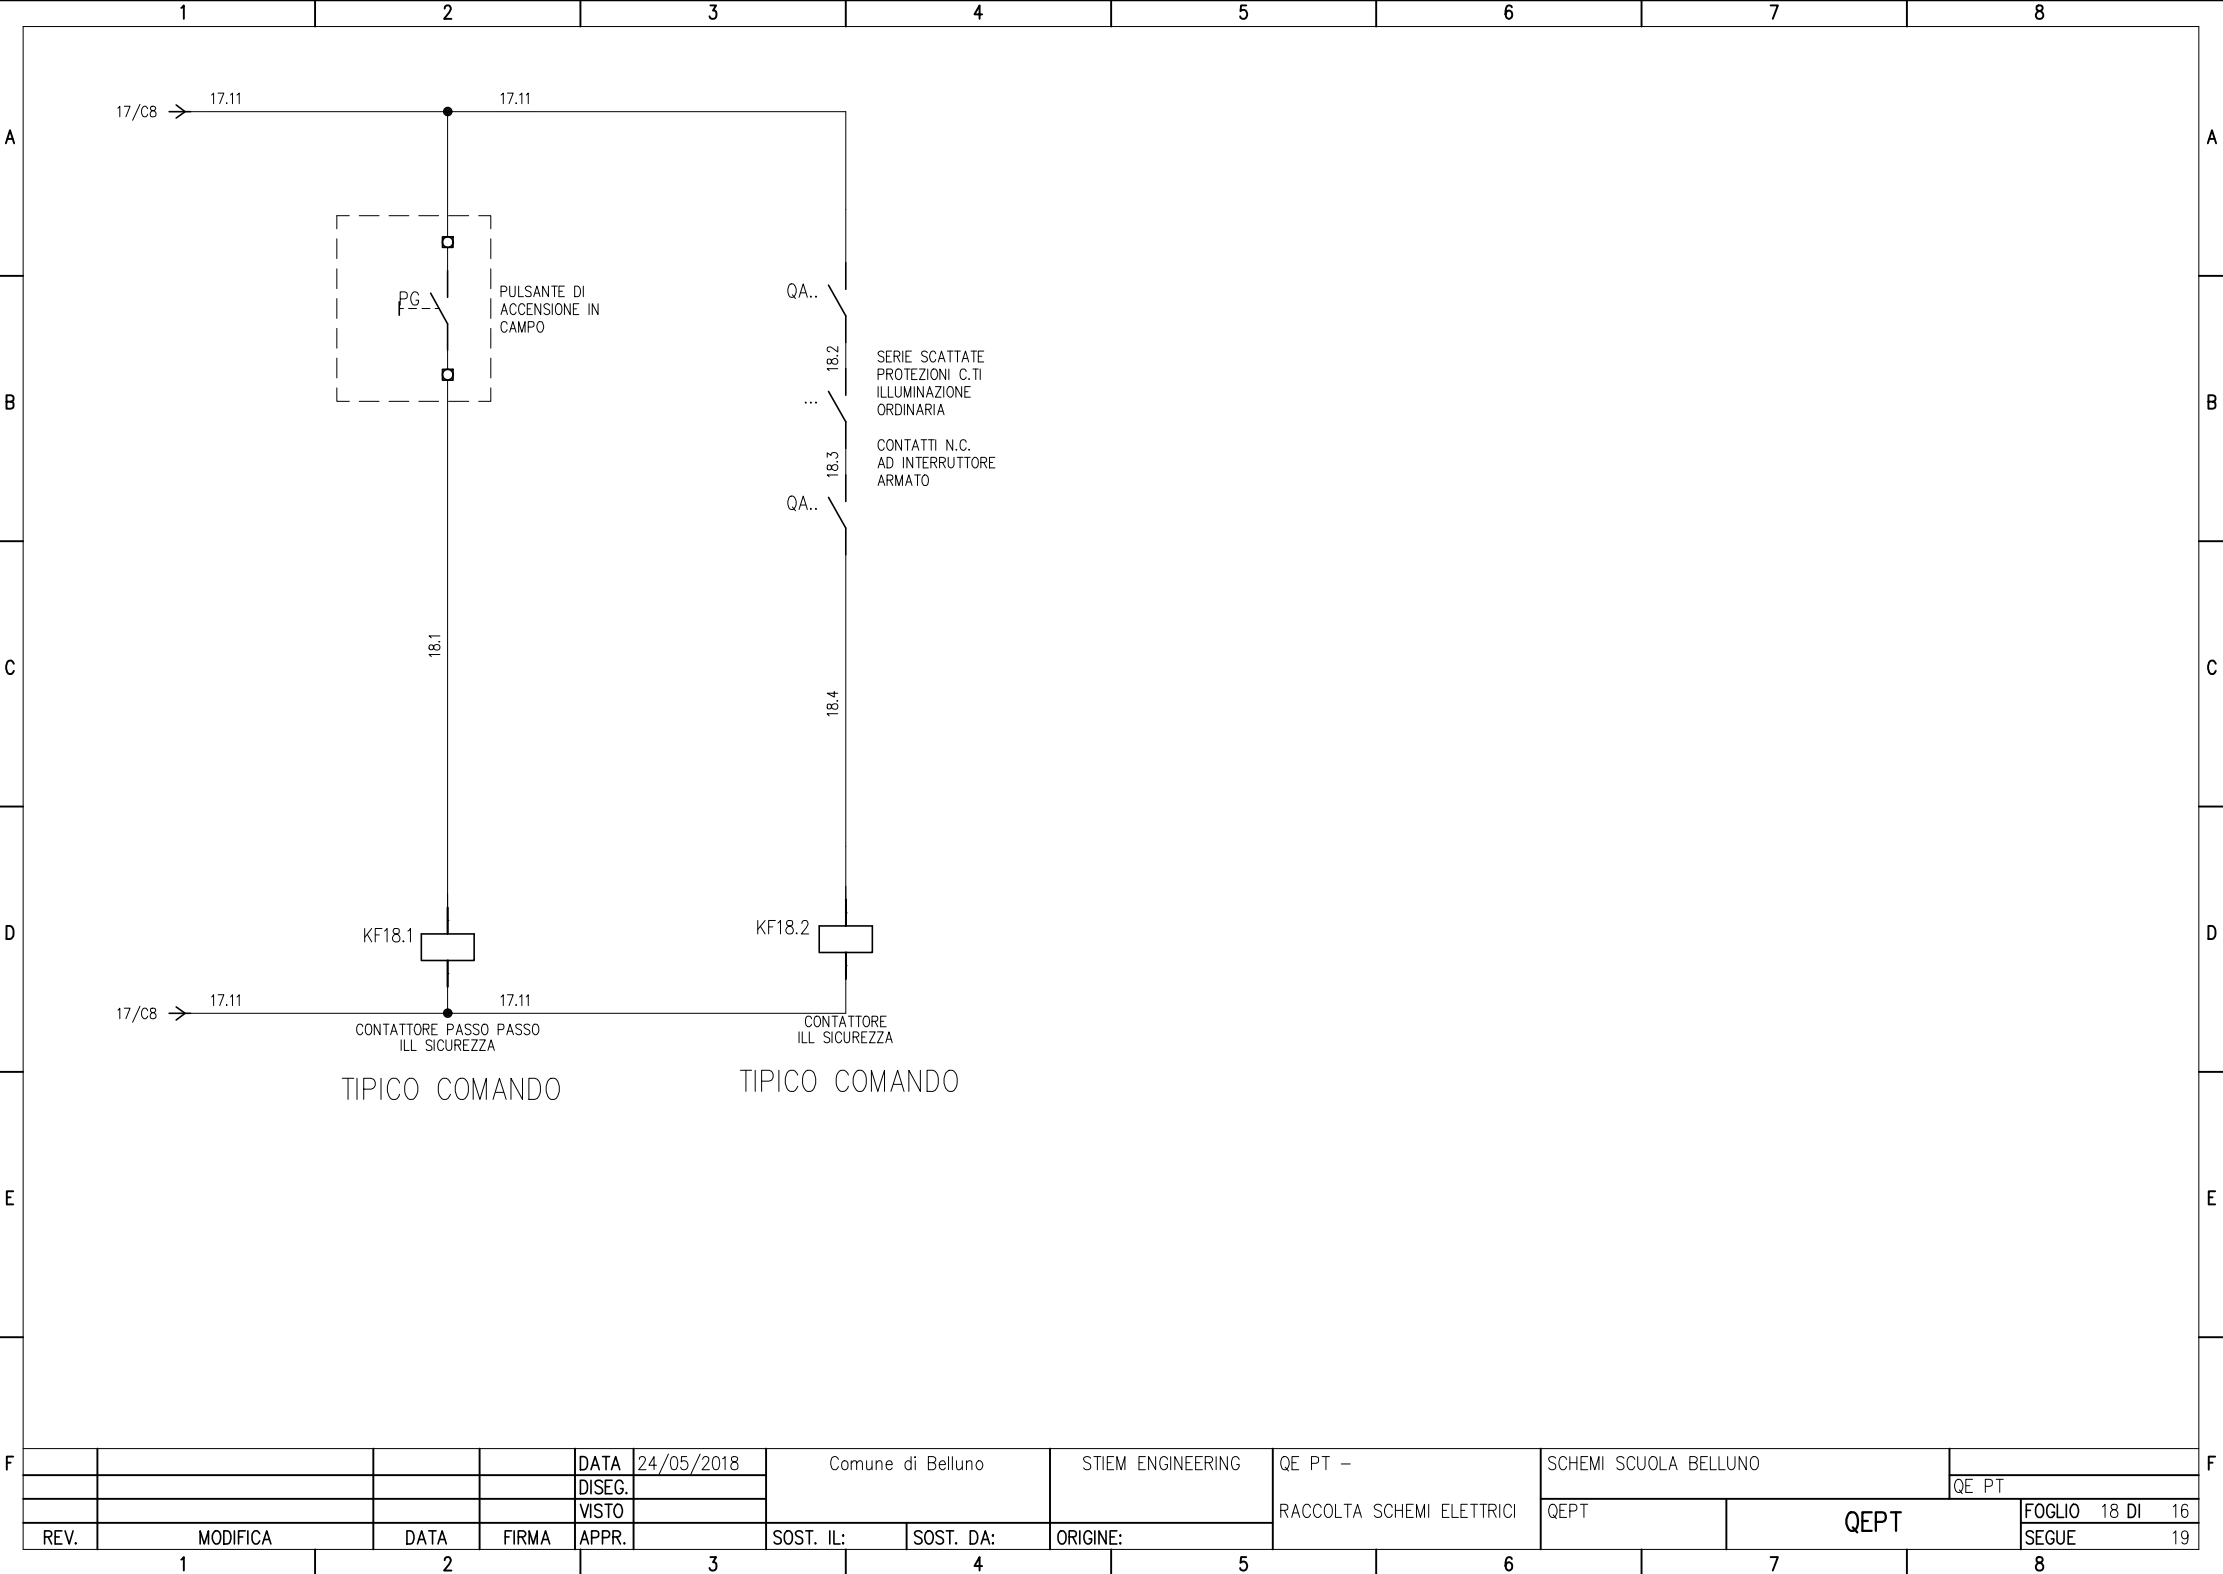 1 2 3 4 5 6 7 8
17/C8
17.11
17.11
A
A
PG
PULSANTE DI
ACCENSIONE IN
CAMPO
QA..
18.2
SERIE SCATTATE
PROTEZIONI C.TI
ILLUMINAZIONE
ORDINARIA
...
B
B
CONTATTI N.C.
AD INTERRUTTORE
ARMATO
18.3
QA..
18.1
C
C
18.4
KF18.1
KF18.2
D
D
17/C8
17.11
17.11
CONTATTORE PASSO PASSO
ILL SICUREZZA
CONTATTORE
ILL SICUREZZA
TIPICO COMANDO
TIPICO COMANDO
E
E
F
F
DATA 24/05/2018
DISEG.
VISTO
REV. MODIFICA DATA FIRMA APPR.
Comune di Belluno
SOST. IL: SOST. DA:
STIEM ENGINEERING
ORIGINE:
QE PT –
RACCOLTA SCHEMI ELETTRICI
SCHEMI SCUOLA BELLUNO
QE PT
QEPT
QEPT
FOGLIO 18 DI 16
SEGUE 19
1 2 3 4 5 6 7 8